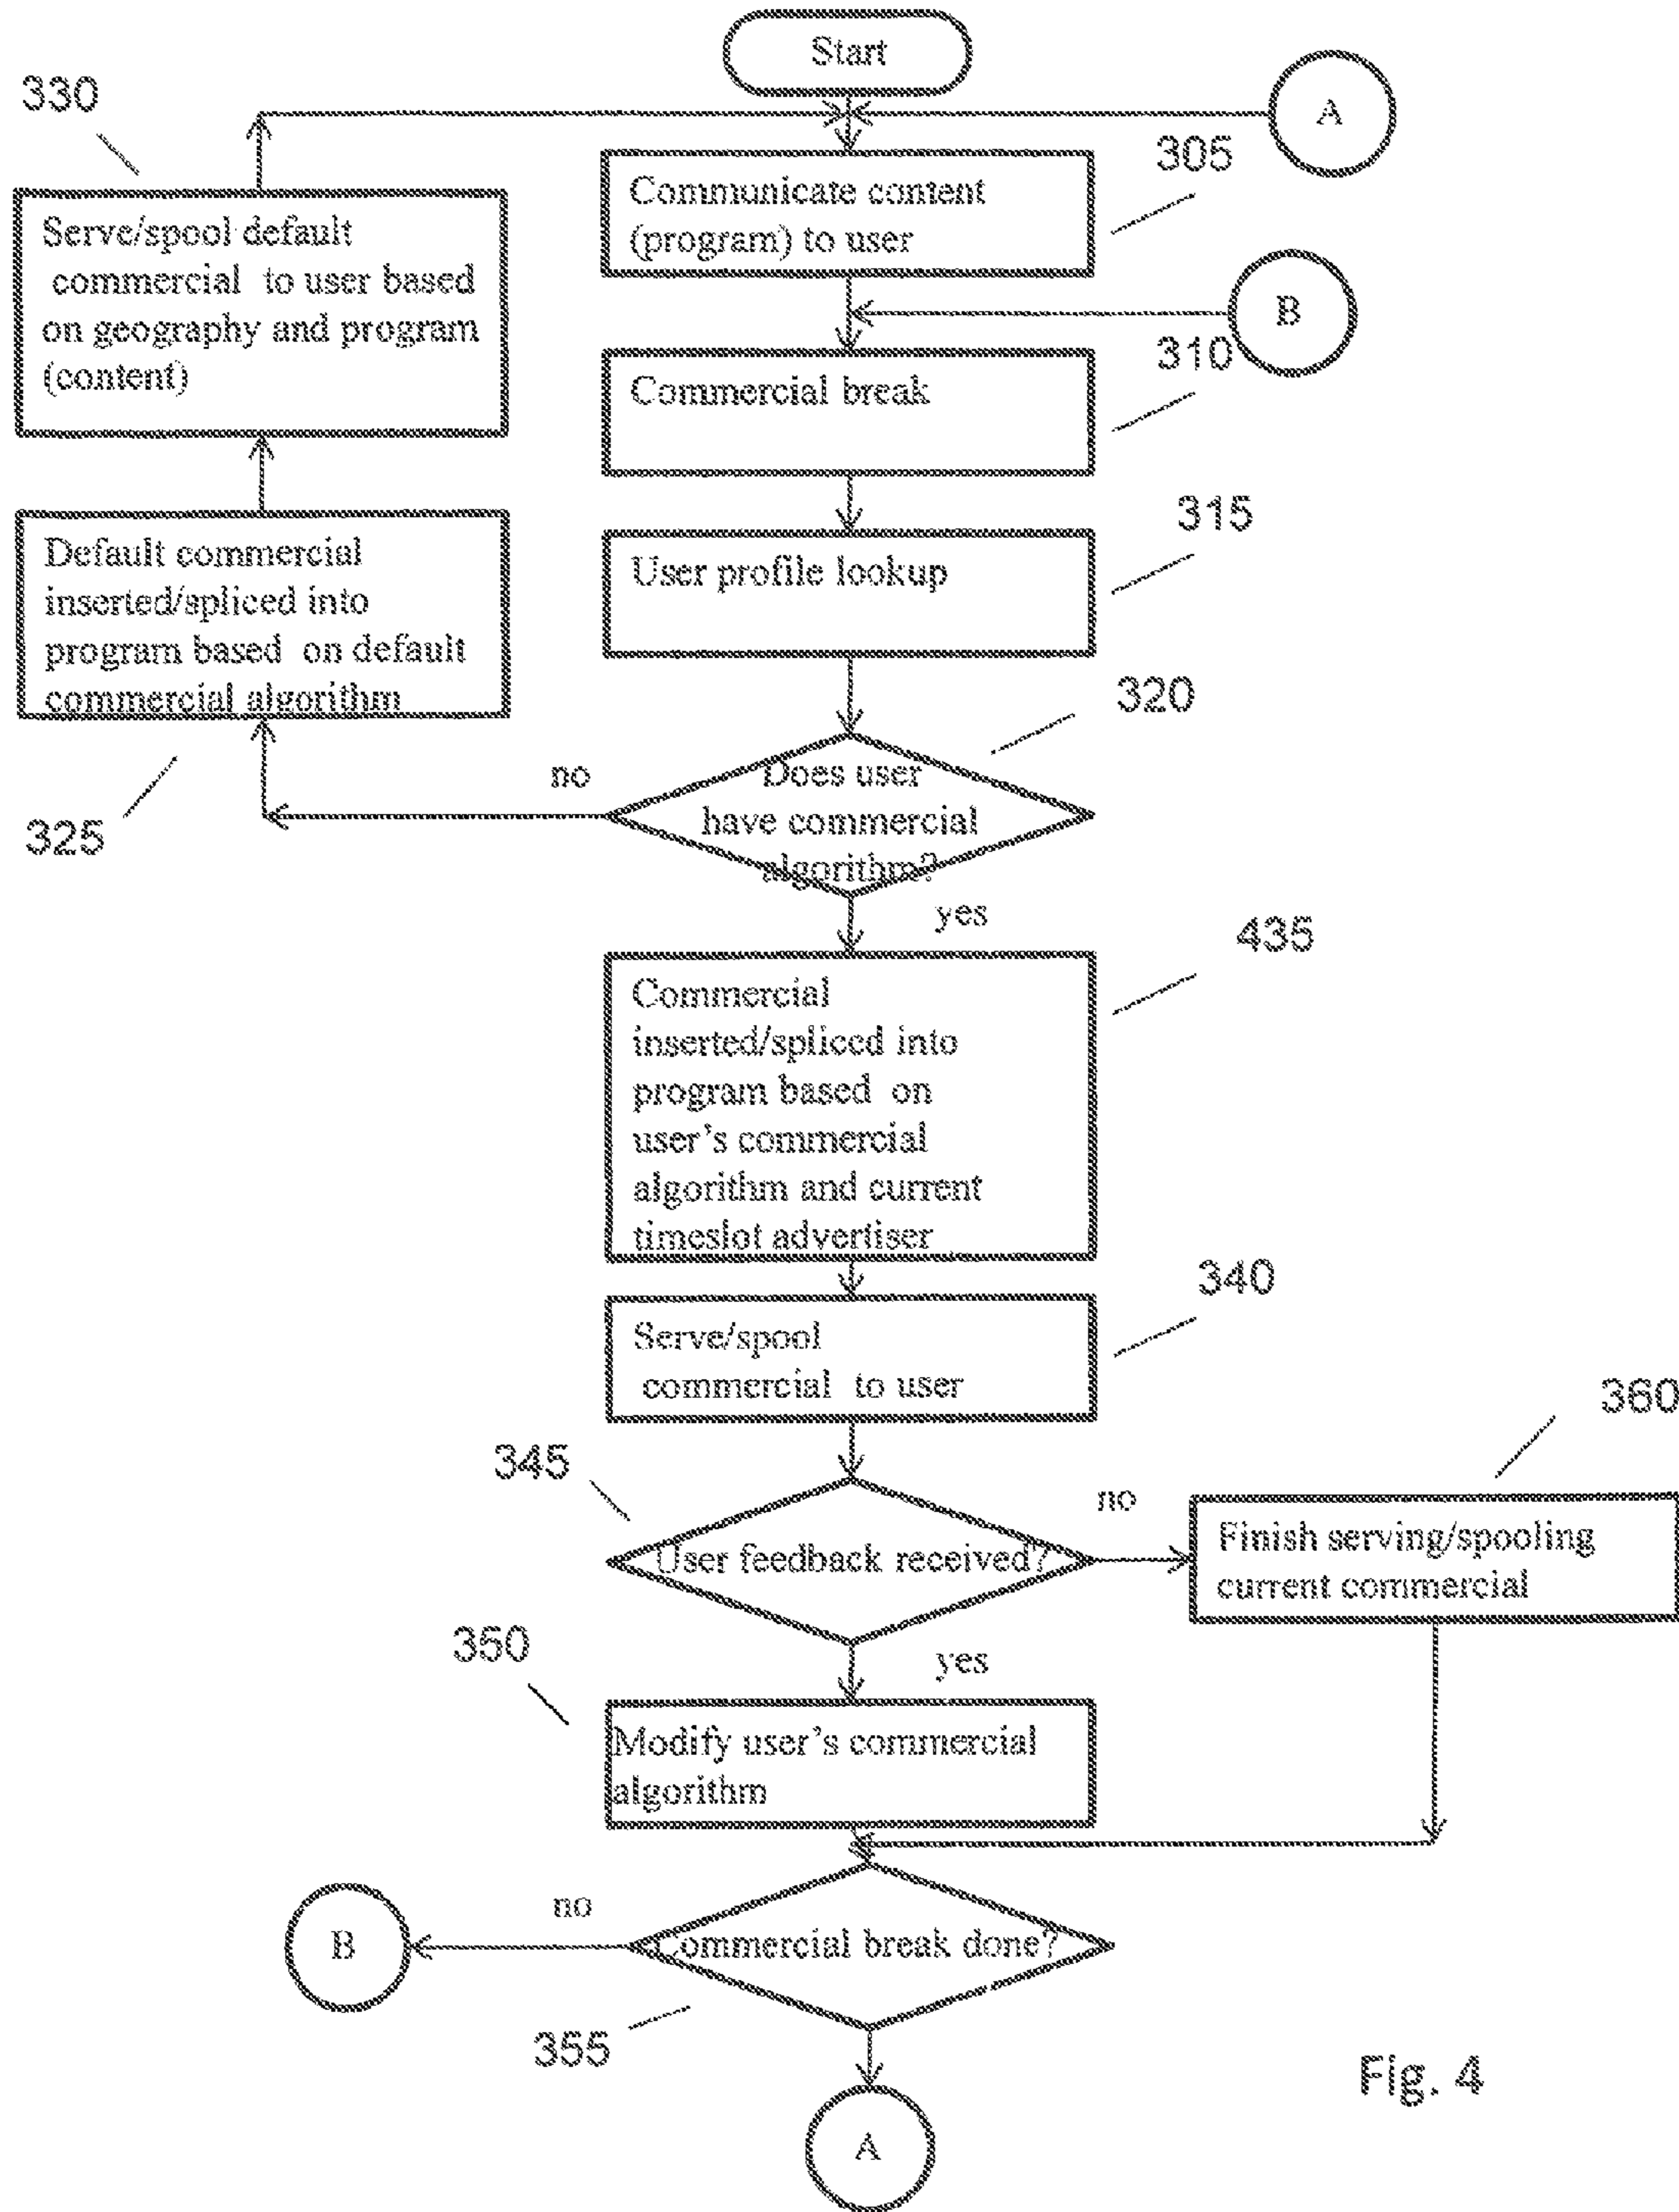 Start
A
330
305
Communicate content
(program) to user
Serve/spool default
commercial to user based
on geography and program
(content)
B
310
Commercial break
315
User profile lookup
Default commercial
inserted/spliced into
program based on default
commercial algorithm
325
320
Does user
have commercial
algorithm?
no
yes
435
Commercial
inserted/spliced into
program based on
user's commercial
algorithm and current
timeslot advertiser
340
Serve/spool
commercial to user
345
User feedback received?
no
360
Finish serving/spooling
current commercial
yes
350
Modify user's commercial
algorithm
no
B
Commercial break done?
355
A
Fig. 4